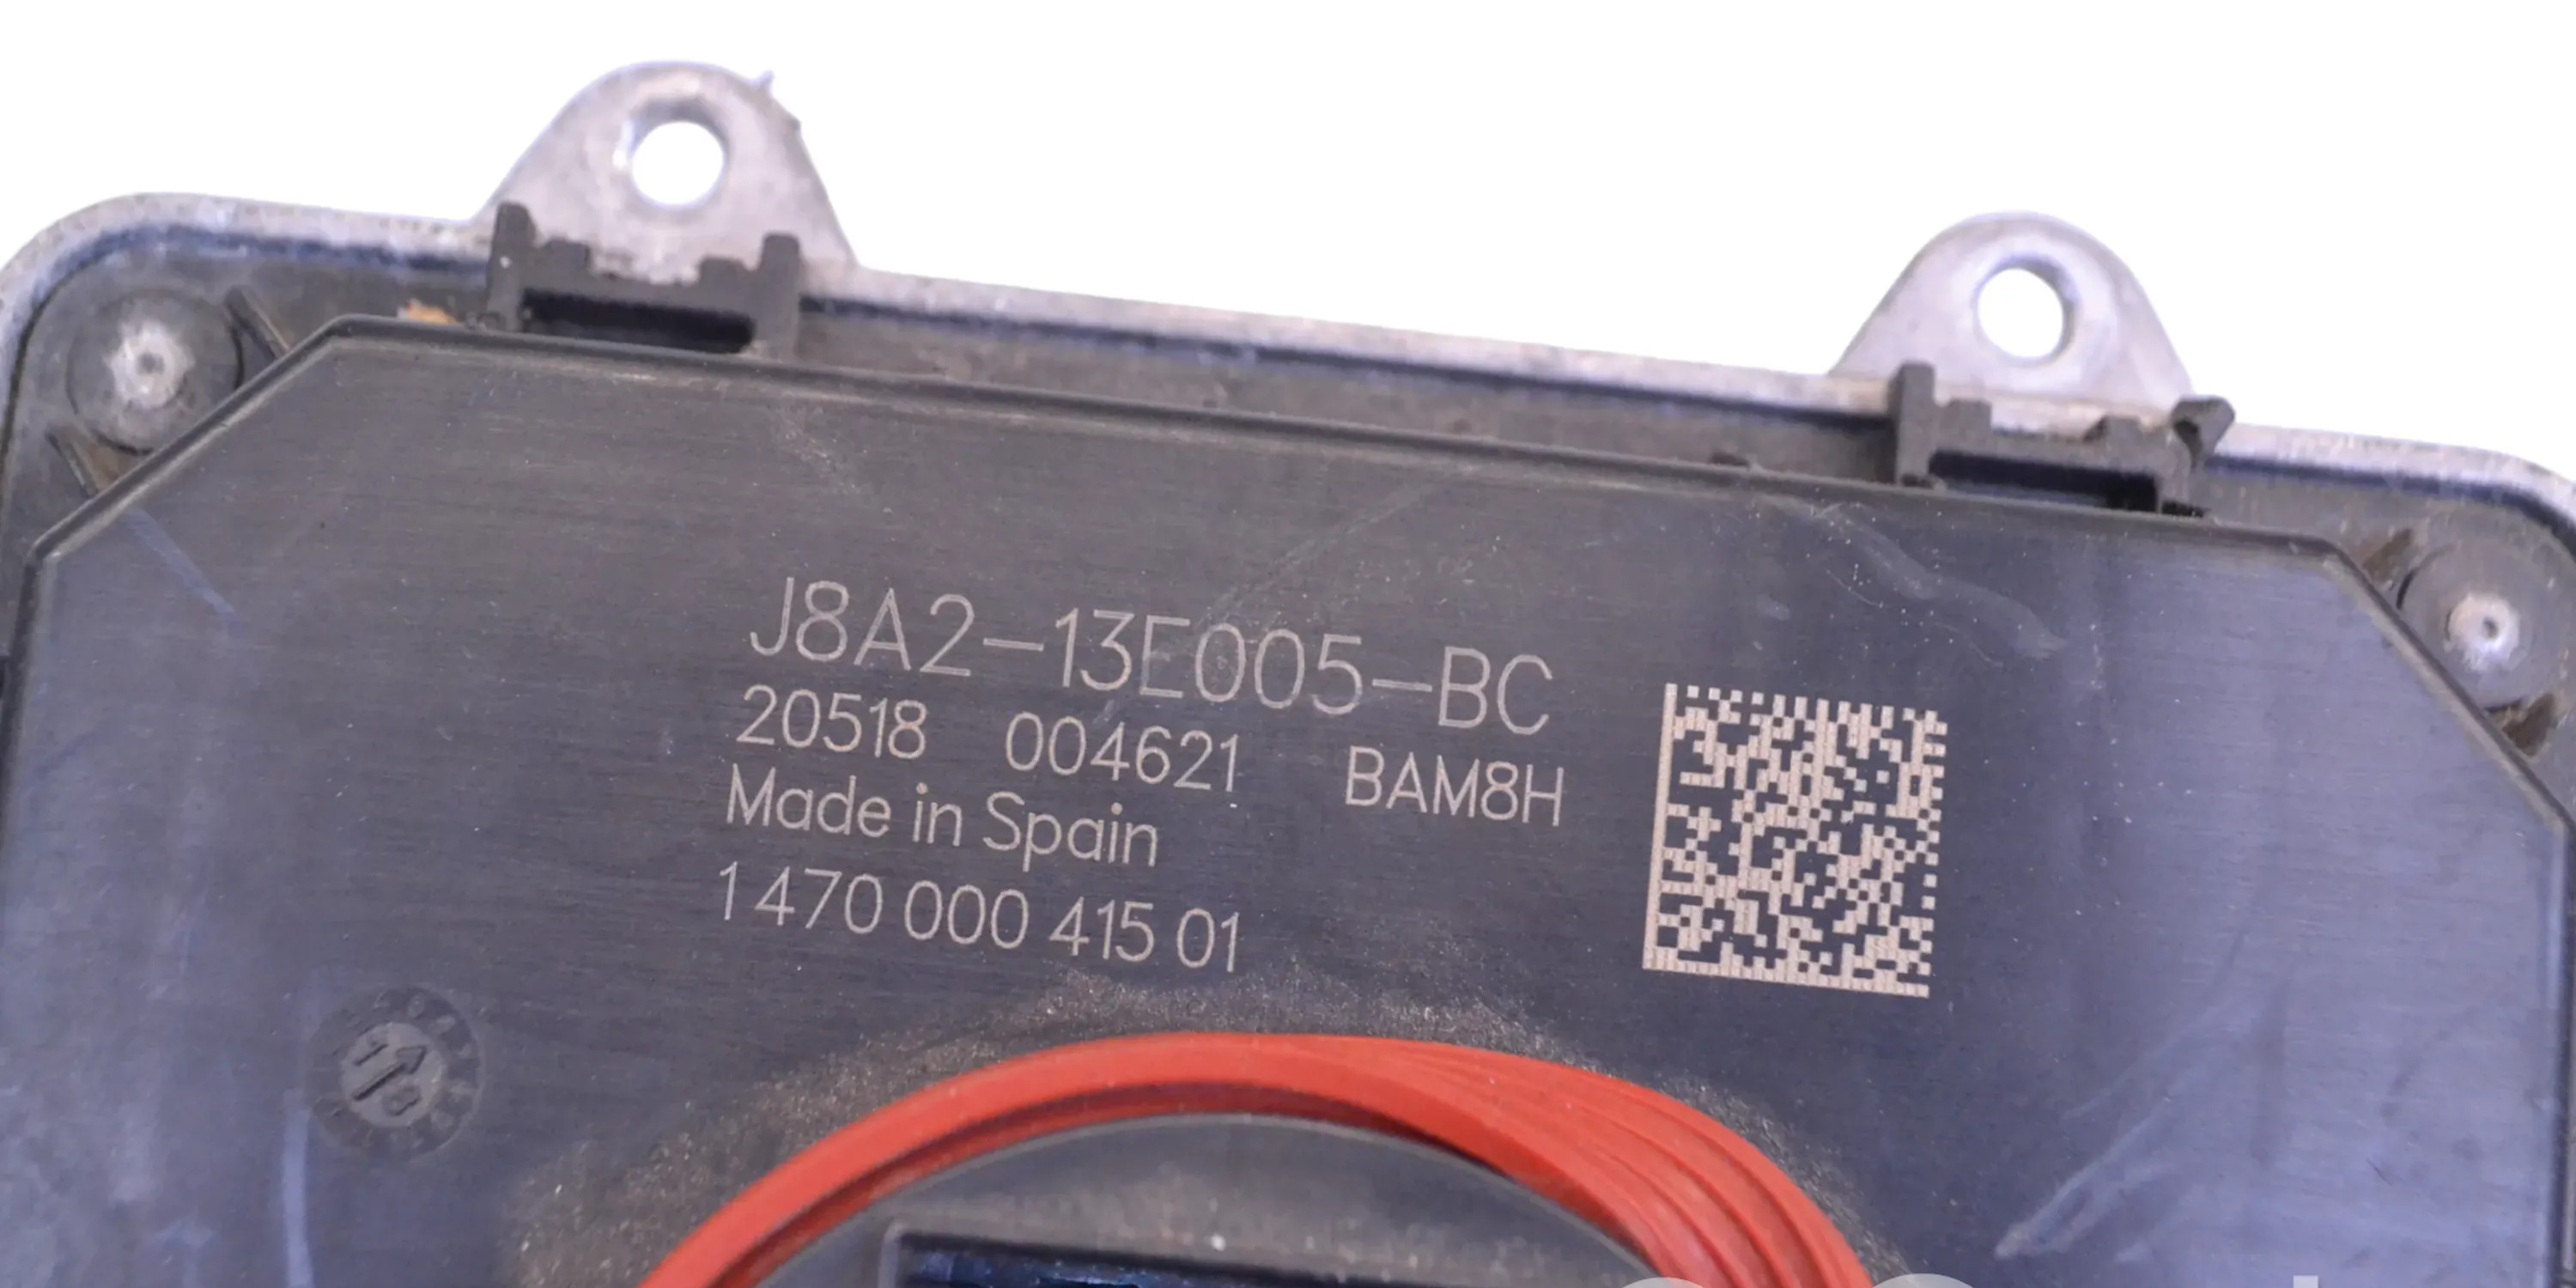 J8A2-13E005-BC
20518 004621 BAM8H
Made in Spain
1 470 000 415 01